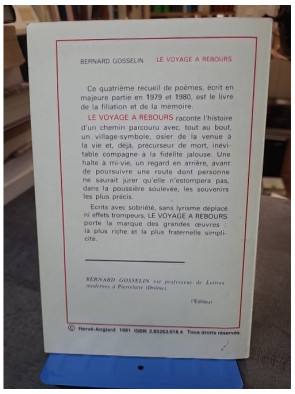 BERNARD GOSSELIN LE VOYAGE A REBOURS
Ce quatrième recueil de poèmes, écrit en
majeure partie en 1979 et 1980, est le livre
de la filiation et de la mémoire.
LE VOYAGE A REBOURS raconte l'histoire
d'un chemin parcouru avec, tout au bout,
un village-symbole, osier de la venue à
la vie et, déjà, précurseur de mort, inévi-
table compagne à la fidélité jalouse. Une
halte à mi-vie, un regard en arrière, avant
de poursuivre une route dont personne
ne saurait jurer qu'elle n'estompera pas,
dans la poussière soulevée, les souvenirs
les plus précis.
Ecrits avec sobriété, sans lyrisme déplacé
ni effets trompeurs, LE VOYAGE A REBOURS
porte la marque des grandes œuvres :
la plus riche et la plus fraternelle simpli-
cité.
BERNARD GOSSELIN est professeur de Lettres
modernes à Pierrelatte (Drôme).
l'Editeur
© Hervé-Anglard 1981 ISBN 2.85263.018.4 Tous droits réservés